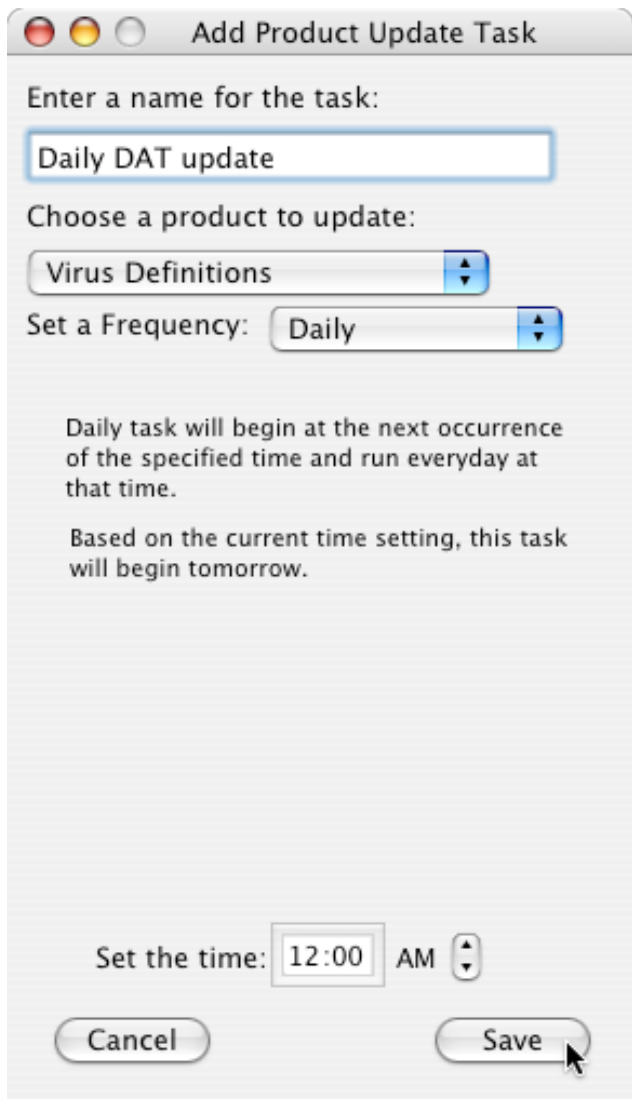 Add Product Update Task
Enter a name for the task:
Daily DAT update
Choose a product to update:
Virus Definitions
Set a Frequency: Daily
Daily task will begin at the next occurrence
of the specified time and run everyday at
that time.
Based on the current time setting, this task
will begin tomorrow.
Set the time: 12:00 AM
Cancel Save